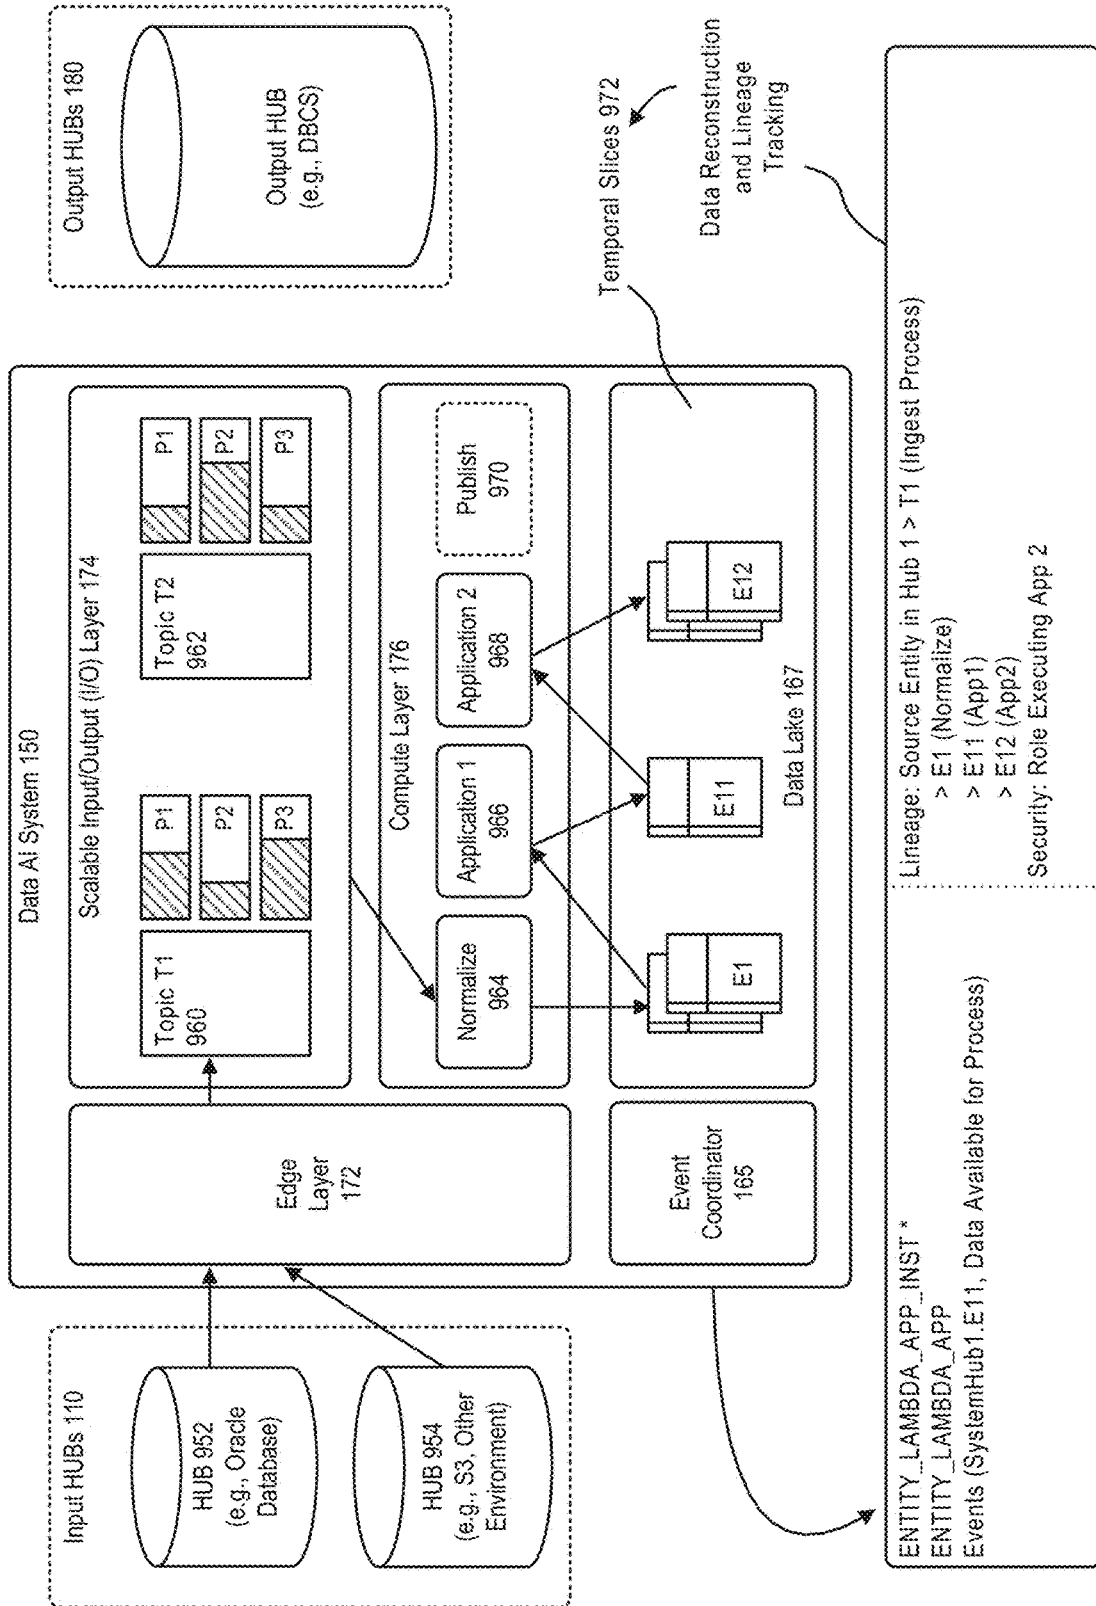 Input HUBs 110
HUB 952
(e.g., Oracle
Database)
HUB 954
(e.g., S3, Other
Environment)
Data AI System 150
Edge
Layer
172
Scalable Input/Output (I/O) Layer 174
Topic T1
960
P1
P2
P3
Topic T2
962
P1
P2
P3
Compute Layer 176
Normalize
964
Application 1
966
Application 2
968
Publish
970
Event
Coordinator
165
E1
E11
E12
Data Lake 167
Output HUBs 180
Output HUB
(e.g., DBCS)
Temporal Slices 972
Data Reconstruction
and Lineage
Tracking
ENTITY_LAMBDA_APP_INST *
ENTITY_LAMBDA_APP
Events (SystemHub1.E11, Data Available for Process)
Lineage: Source Entity in Hub 1 > T1 (Ingest Process)
> E1 (Normalize)
> E11 (App1)
> E12 (App2)
Security: Role Executing App 2